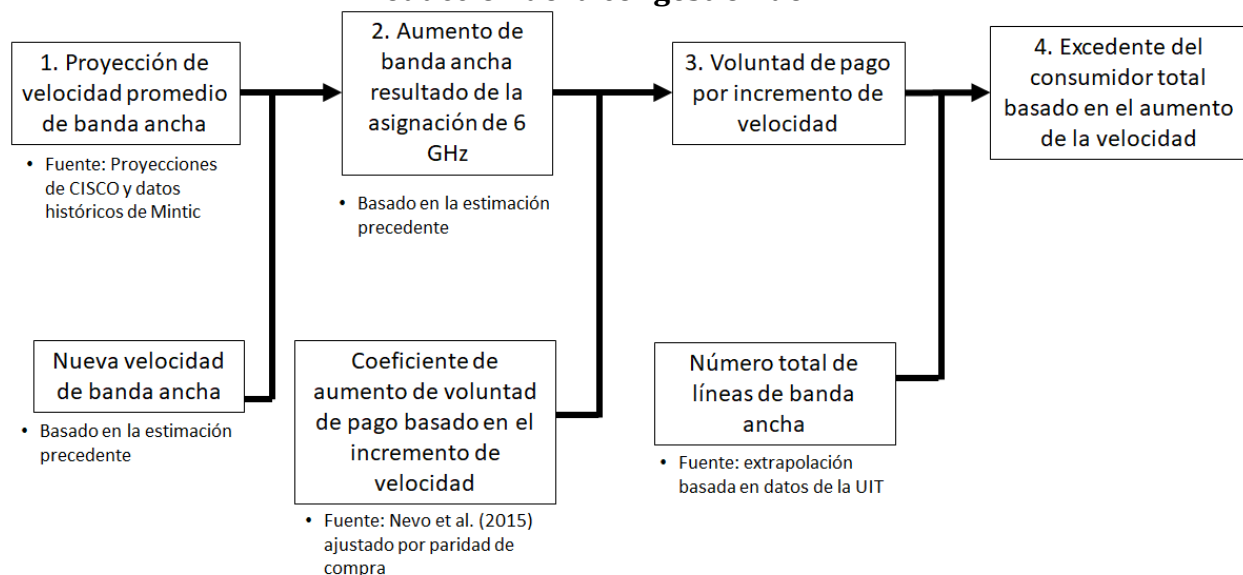 1. Proyección de
velocidad promedio
de banda ancha
• Fuente: Proyecciones
de CISCO y datos
históricos de Mintic
2. Aumento de
banda ancha
resultado de la
asignación de 6
GHz
• Basado en la estimación
precedente
3. Voluntad de pago
por incremento de
velocidad
4. Excedente del
consumidor total
basado en el aumento
de la velocidad
Nueva velocidad
de banda ancha
• Basado en la estimación
precedente
Coeficiente de
aumento de voluntad
de pago basado en el
incremento de
velocidad
• Fuente: Nevo et al. (2015)
ajustado por paridad de
compra
Número total de
líneas de banda
ancha
• Fuente: extrapolación
basada en datos de la UIT